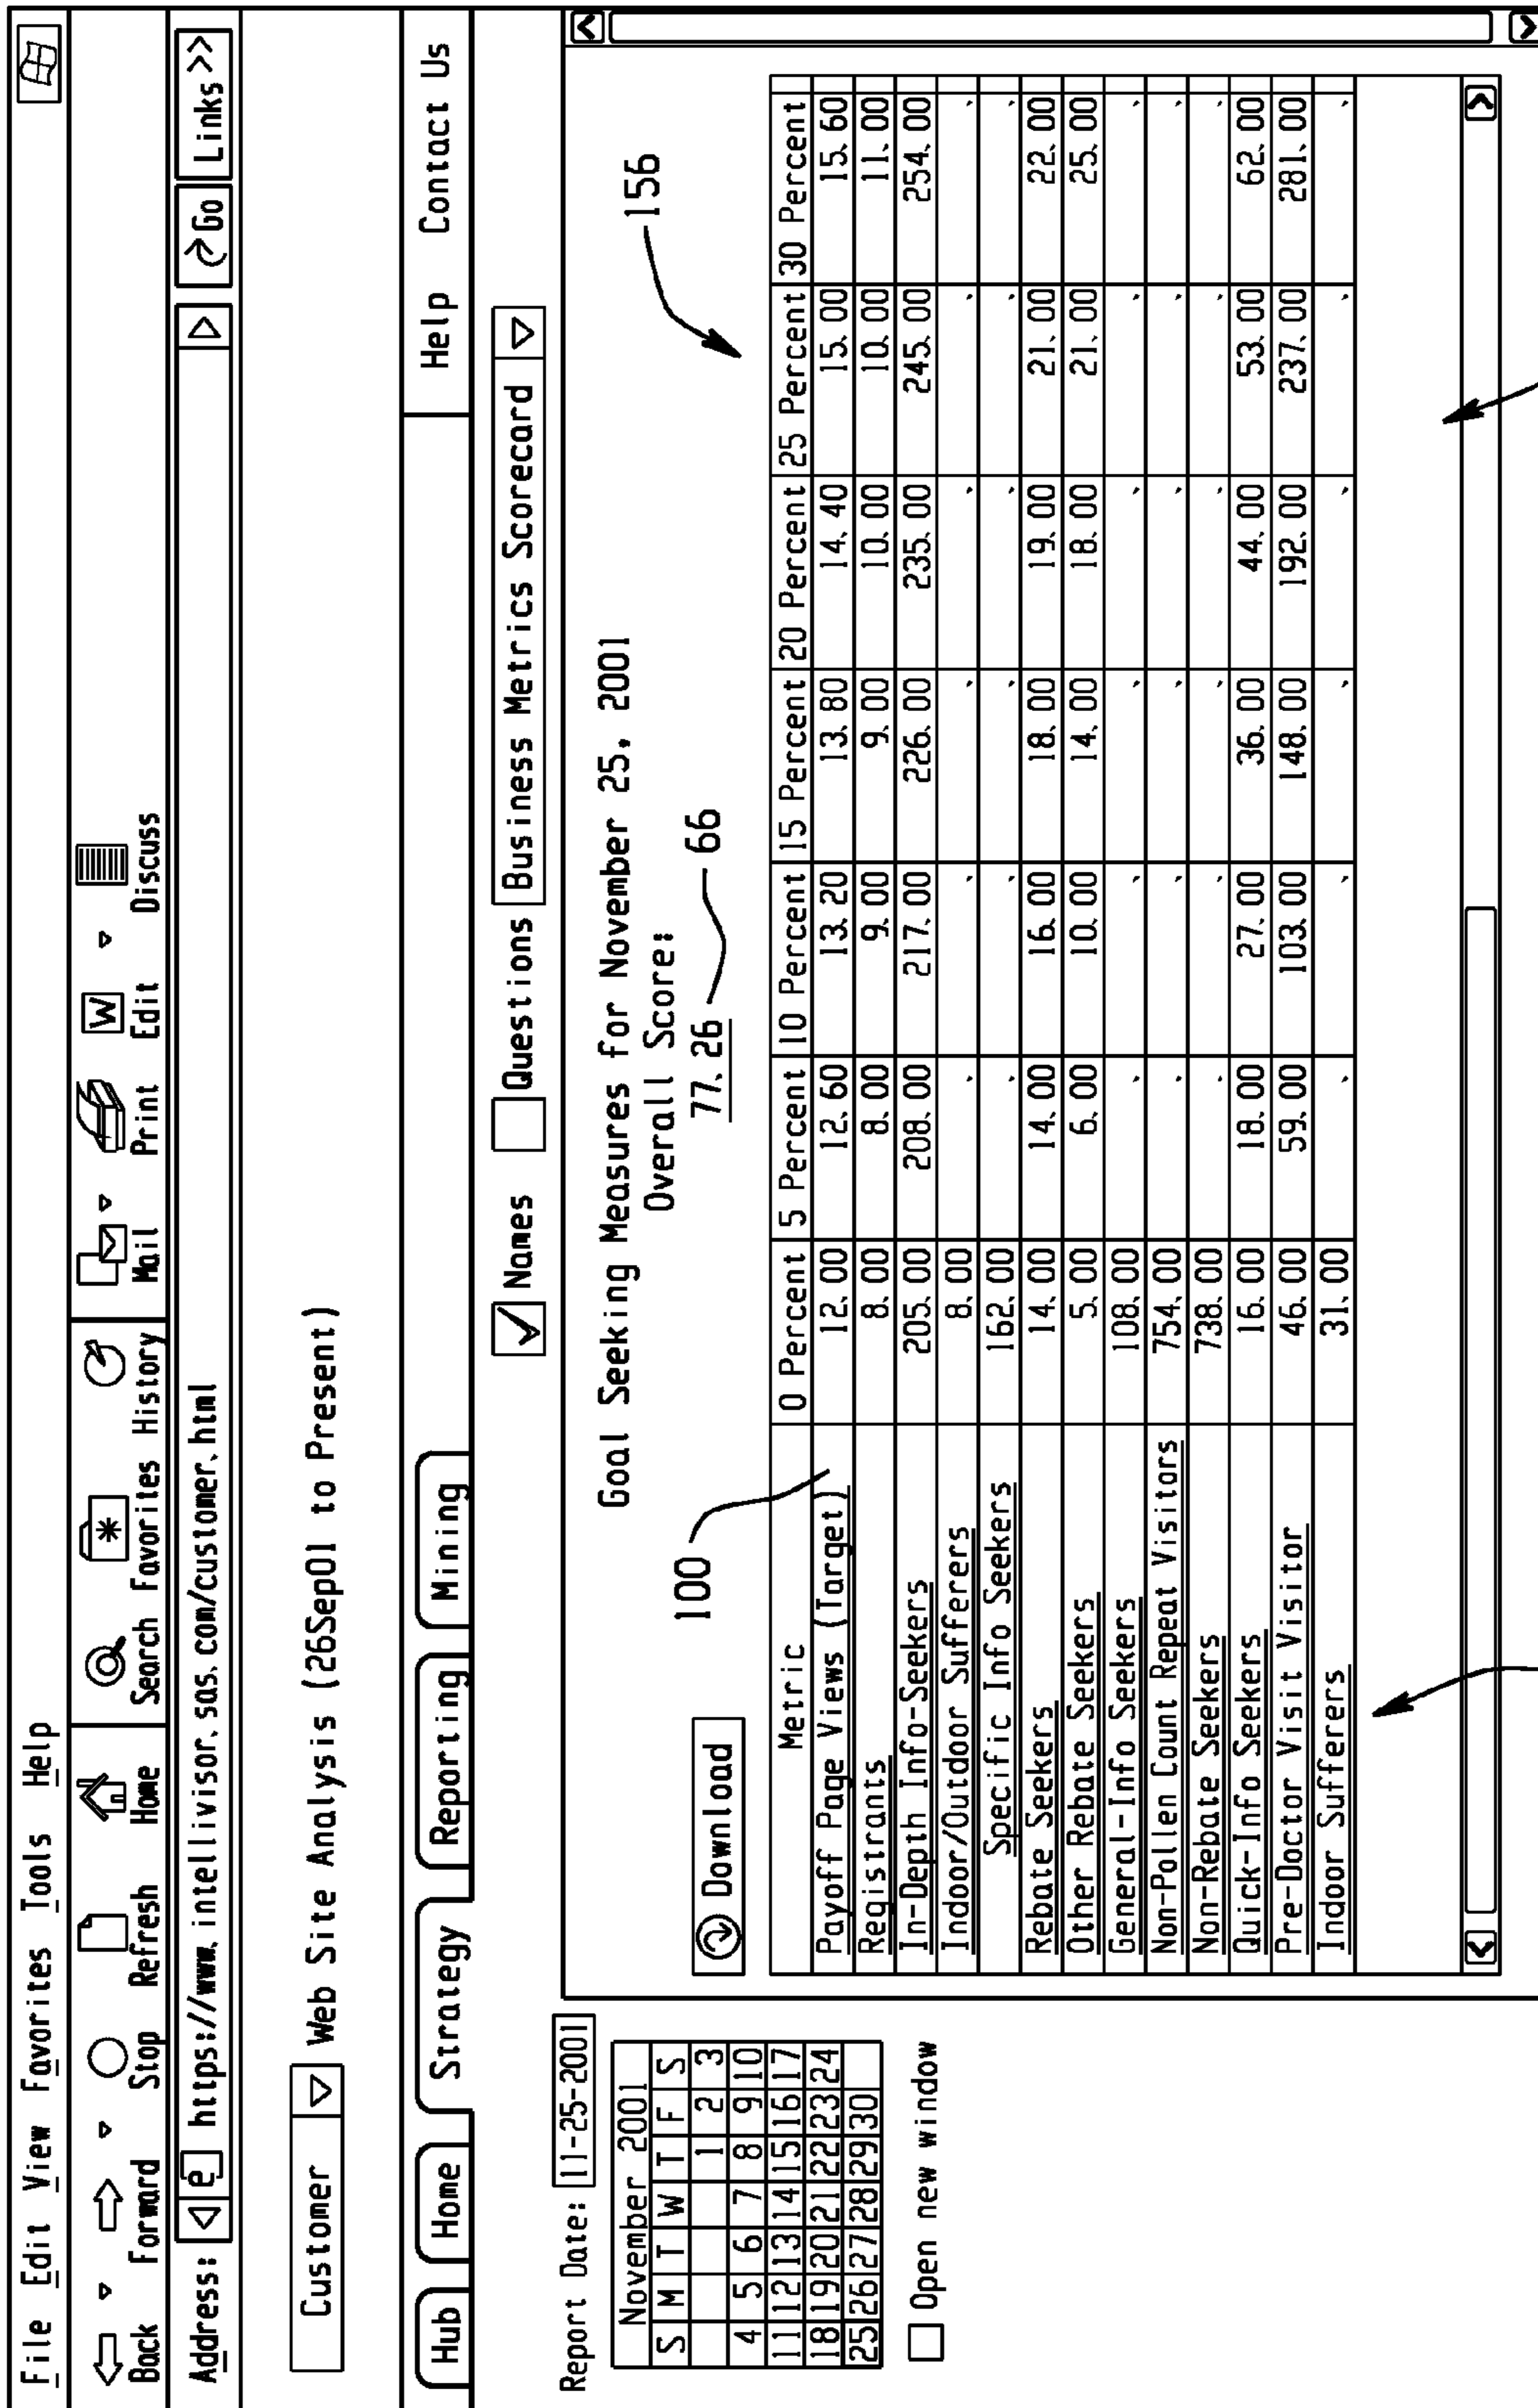 File Edit View Favorites Tools Help
Back Forward Stop Refresh Home Search Favorites History Mail Print Edit Discuss
Address: https://www.intellivisor.sas.com/customer.html Go Links >>
Customer Web Site Analysis (26Sep01 to Present)
Hub Home Strategy Reporting Mining Help Contact Us
Names Questions Business Metrics Scorecard
Report Date: 11-25-2001
November 2001
S M T W T F S
1 2 3
4 5 6 7 8 9 10
11 12 13 14 15 16 17
18 19 20 21 22 23 24
25 26 27 28 29 30
Open new window
Goal Seeking Measures for November 25, 2001
Overall Score:
77.26 66
Download
100
156
Metric 0 Percent 5 Percent 10 Percent 15 Percent 20 Percent 25 Percent 30 Percent
Payoff Page Views (Target) 12.00 12.60 13.20 13.80 14.40 15.00 15.60
Registrants 8.00 8.00 9.00 9.00 10.00 10.00 11.00
In-Depth Info-Seekers 205.00 208.00 217.00 226.00 235.00 245.00 254.00
Indoor/Outdoor Sufferers 8.00 . . . . . .
Specific Info Seekers 162.00 . . . . . .
Rebate Seekers 14.00 14.00 16.00 18.00 19.00 21.00 22.00
Other Rebate Seekers 5.00 6.00 10.00 14.00 18.00 21.00 25.00
General-Info Seekers 108.00 . . . . . .
Non-Pollen Count Repeat Visitors 754.00 . . . . . .
Non-Rebate Seekers 738.00 . . . . . .
Quick-Info Seekers 16.00 18.00 27.00 36.00 44.00 53.00 62.00
Pre-Doctor Visit Visitor 46.00 59.00 103.00 148.00 192.00 237.00 281.00
Indoor Sufferers 31.00 . . . . . .